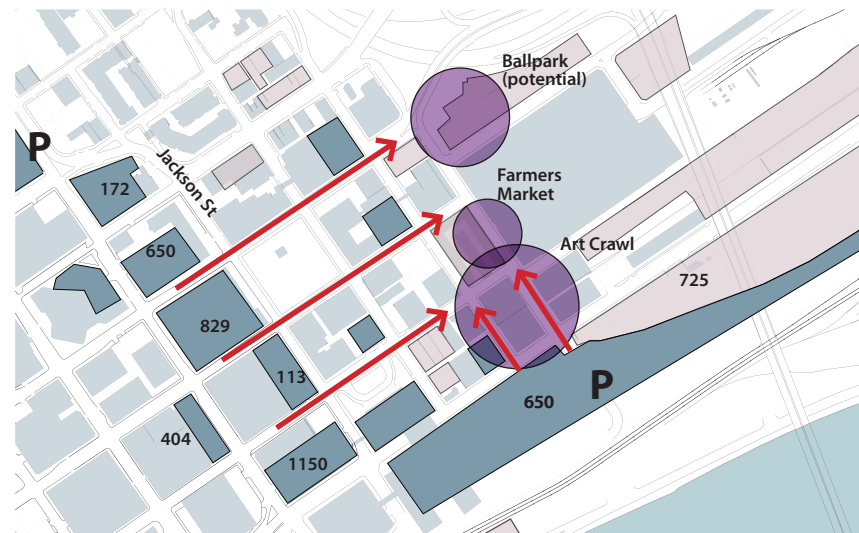 Ballpark
(potential)
P
Jackson St
172
Farmers
Market
650
Art Crawl
725
829
113
P
650
404
1150